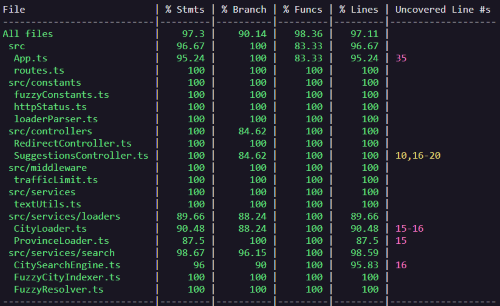 File | % Stmts | % Branch | % Funcs | % Lines | Uncovered Line #s
All files | 97.3 | 90.14 | 98.36 | 97.11 |
src | 96.67 | 100 | 83.33 | 96.67 |
App.ts | 95.24 | 100 | 83.33 | 95.24 | 35
routes.ts | 100 | 100 | 100 | 100 |
src/constants | 100 | 100 | 100 | 100 |
fuzzyConstants.ts | 100 | 100 | 100 | 100 |
httpStatus.ts | 100 | 100 | 100 | 100 |
loaderParser.ts | 100 | 100 | 100 | 100 |
src/controllers | 100 | 84.62 | 100 | 100 |
RedirectController.ts | 100 | 100 | 100 | 100 |
SuggestionsController.ts | 100 | 84.62 | 100 | 100 | 10,16-20
src/middleware | 100 | 100 | 100 | 100 |
trafficLimit.ts | 100 | 100 | 100 | 100 |
src/services | 100 | 100 | 100 | 100 |
textUtils.ts | 100 | 100 | 100 | 100 |
src/services/loaders | 89.66 | 88.24 | 100 | 89.66 |
CityLoader.ts | 90.48 | 88.24 | 100 | 90.48 | 15-16
ProvinceLoader.ts | 87.5 | 100 | 100 | 87.5 | 15
src/services/search | 98.67 | 96.15 | 100 | 98.59 |
CitySearchEngine.ts | 96 | 90 | 100 | 95.83 | 16
FuzzyCityIndexer.ts | 100 | 100 | 100 | 100 |
FuzzyResolver.ts | 100 | 100 | 100 | 100 |